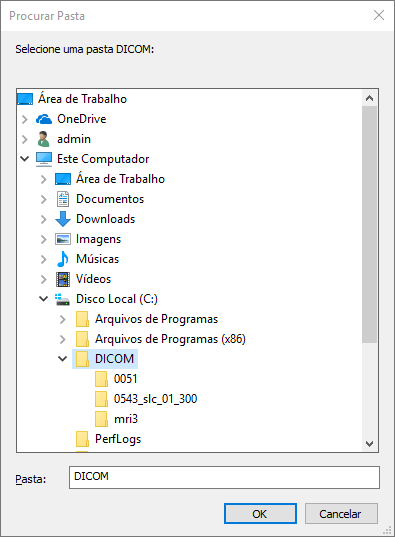 Procurar Pasta
Selecione uma pasta DICOM:
Área de Trabalho
OneDrive
admin
Este Computador
Área de Trabalho
Documentos
Downloads
Imagens
Músicas
Vídeos
Disco Local (C:)
Arquivos de Programas
Arquivos de Programas (x86)
DICOM
0051
0543_slc_01_300
mri3
PerfLogs
Pasta: DICOM
OK Cancelar